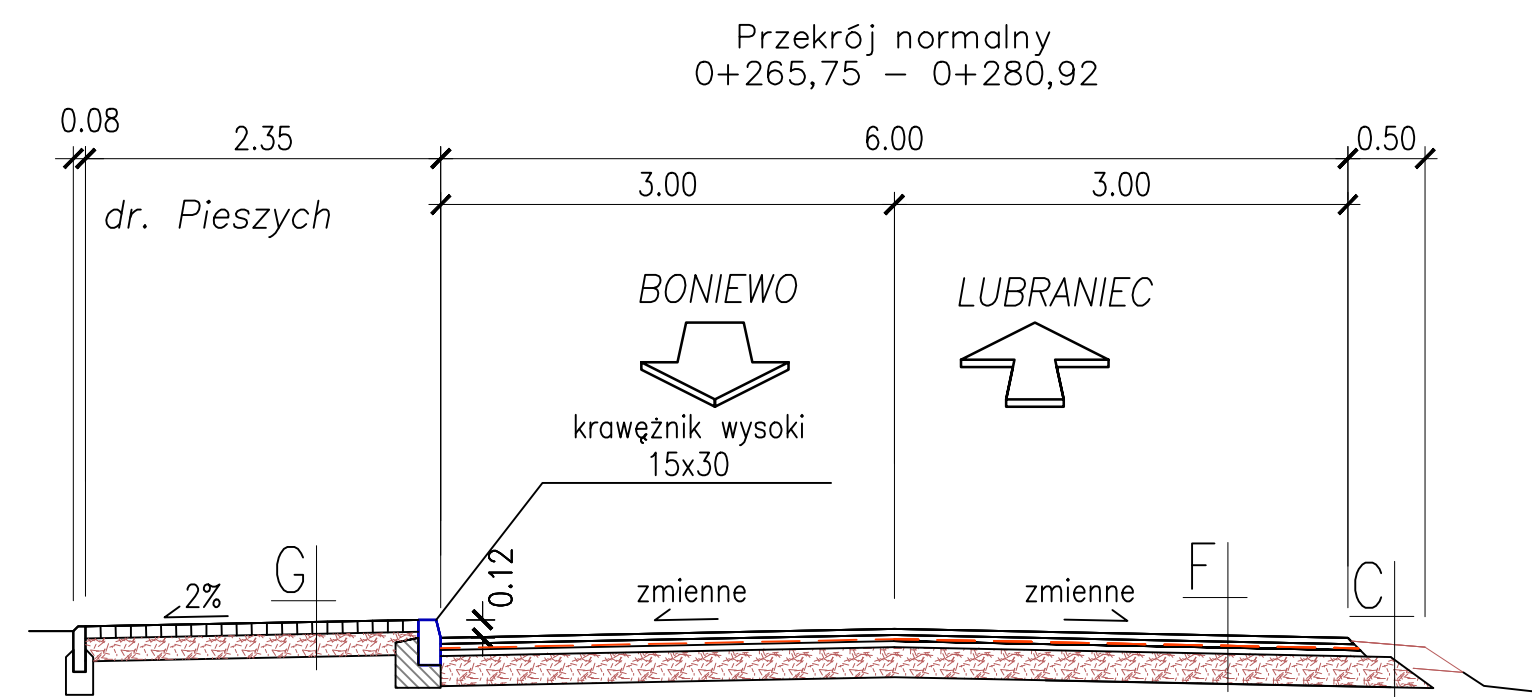 Przekrój normalny
0+265,75 – 0+280,92
0.08
2.35
6.00
0.50
3.00
3.00
dr. Pieszych
BONIEWO
LUBRANIEC
krawężnik wysoki
15x30
0.12
G
2%
zmienne
zmienne
F
C